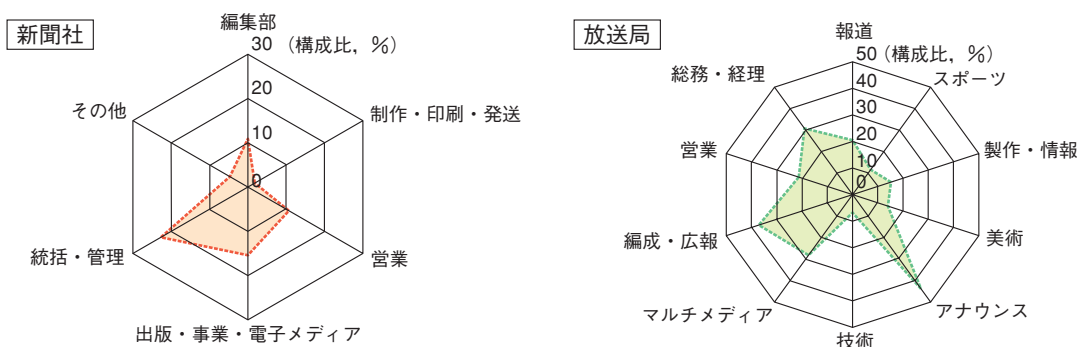 新聞社
編集部
30 (構成比,%)
20
10
0
制作・印刷・発送
営業
出版・事業・電子メディア
統括・管理
その他
放送局
報道
50 (構成比,%)
40
30
20
10
0
スポーツ
製作・情報
美術
アナウンス
技術
マルチメディア
編成・広報
営業
総務・経理